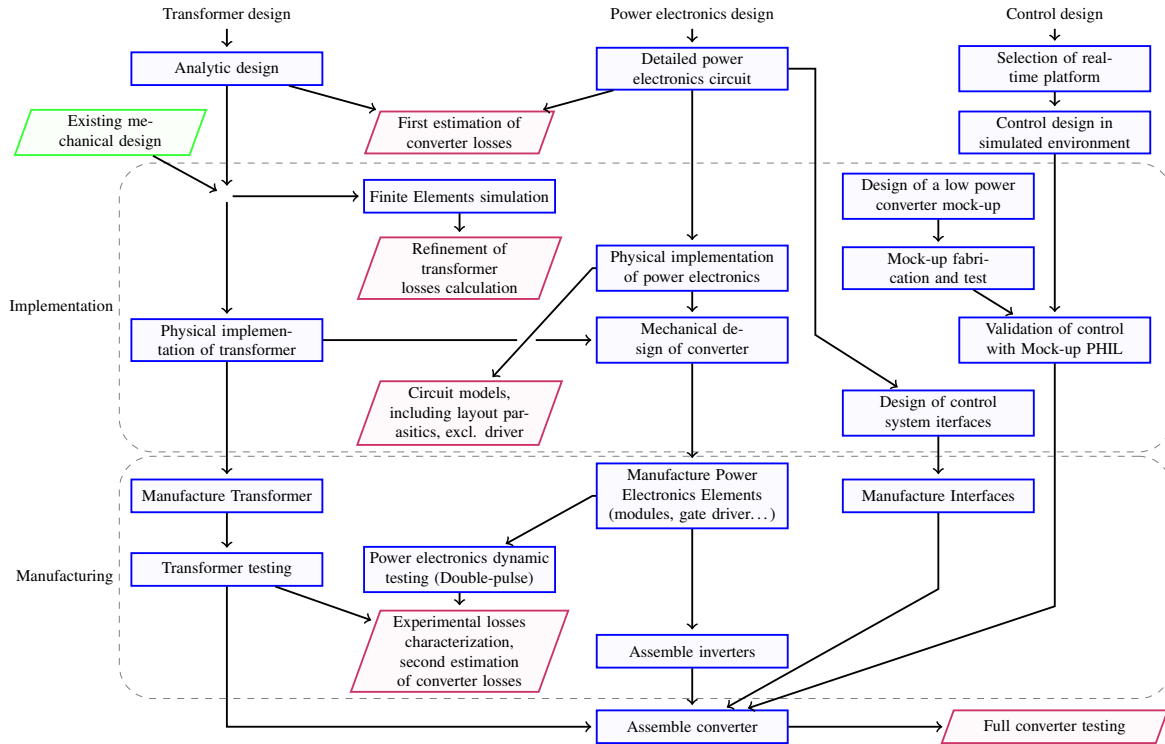 Transformer design
Power electronics design
Control design
Analytic design
Detailed power
electronics circuit
Selection of real-
time platform
Existing me-
chanical design
First estimation of
converter losses
Control design in
simulated environment
Finite Elements simulation
Design of a low power
converter mock-up
Refinement of
transformer
losses calculation
Physical implementation
of power electronics
Mock-up fabri-
cation and test
Implementation
Physical implemen-
tation of transformer
Mechanical de-
sign of converter
Validation of control
with Mock-up PHIL
Circuit models,
including layout par-
asitics, excl. driver
Design of control
system iterfaces
Manufacture Transformer
Manufacture Power
Electronics Elements
(modules, gate driver…)
Manufacture Interfaces
Manufacturing
Transformer testing
Power electronics dynamic
testing (Double-pulse)
Experimental losses
characterization,
second estimation
of converter losses
Assemble inverters
Assemble converter
Full converter testing